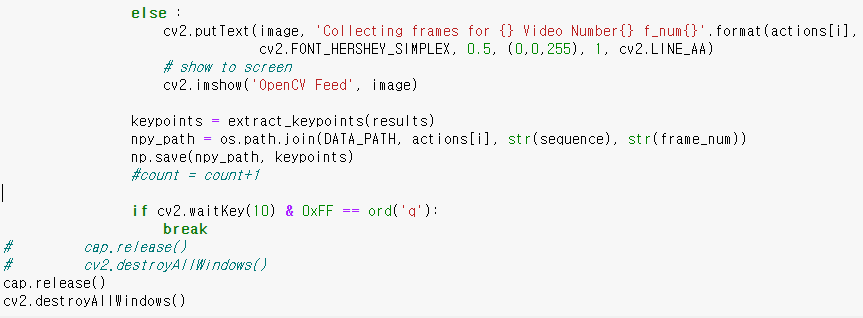 else :
cv2.putText(image, 'Collecting frames for {} Video Number{} f_num{}'.format(actions[i],
cv2.FONT_HERSHEY_SIMPLEX, 0.5, (0,0,255), 1, cv2.LINE_AA)
# show to screen
cv2.imshow('OpenCV Feed', image)
keypoints = extract_keypoints(results)
npy_path = os.path.join(DATA_PATH, actions[i], str(sequence), str(frame_num))
np.save(npy_path, keypoints)
#count = count+1
if cv2.waitKey(10) & 0xFF == ord('q'):
break
# cap.release()
# cv2.destroyAllWindows()
cap.release()
cv2.destroyAllWindows()